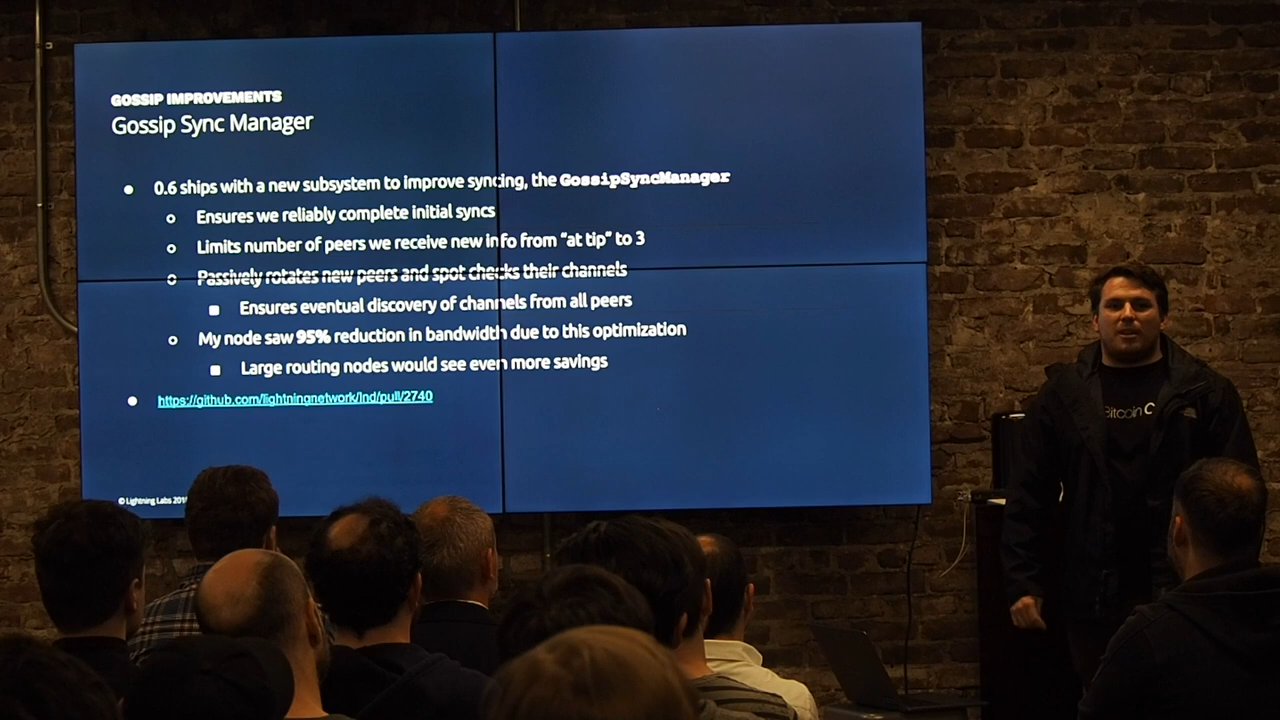 GOSSIP IMPROVEMENTS
Gossip Sync Manager
● 0.6 ships with a new subsystem to improve syncing, the GossipSyncManager
○ Ensures we reliably complete initial syncs
○ Limits number of peers we receive new info from “at tip” to 3
○ Passively rotates new peers and spot checks their channels
■ Ensures eventual discovery of channels from all peers
○ My node saw 95% reduction in bandwidth due to this optimization
■ Large routing nodes would see even more savings
● https://github.com/lightningnetwork/lnd/pull/2740
© Lightning Labs
Bitcoin C